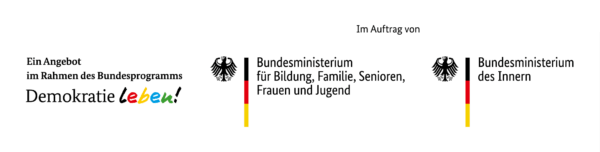 Im Auftrag von
Ein Angebot
im Rahmen des Bundesprogramms
Demokratie Leben!
Bundesministerium
für Bildung, Familie, Senioren,
Frauen und Jugend
Bundesministerium
des Innern